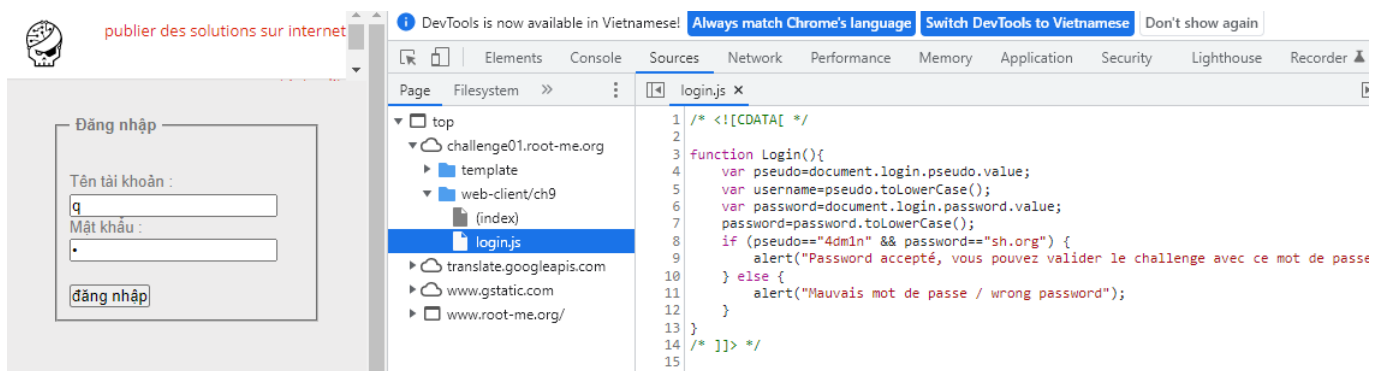 publier des solutions sur internet
Đăng nhập
Tên tài khoản :
q
Mật khẩu :
•
đăng nhập
DevTools is now available in Vietnamese! Always match Chrome's language Switch DevTools to Vietnamese Don't show again
Elements Console Sources Network Performance Memory Application Security Lighthouse Recorder
Page Filesystem » login.js ×
top
challenge01.root-me.org
template
web-client/ch9
(index)
login.js
translate.googleapis.com
www.gstatic.com
www.root-me.org/
1 /* <![CDATA[ */
2
3 function Login(){
4 var pseudo=document.login.pseudo.value;
5 var username=pseudo.toLowerCase();
6 var password=document.login.password.value;
7 password=password.toLowerCase();
8 if (pseudo=="4dm1n" && password=="sh.org") {
9 alert("Password accepté, vous pouvez valider le challenge avec ce mot de passe
10 } else {
11 alert("Mauvais mot de passe / wrong password");
12 }
13 }
14 /* ]]> */
15